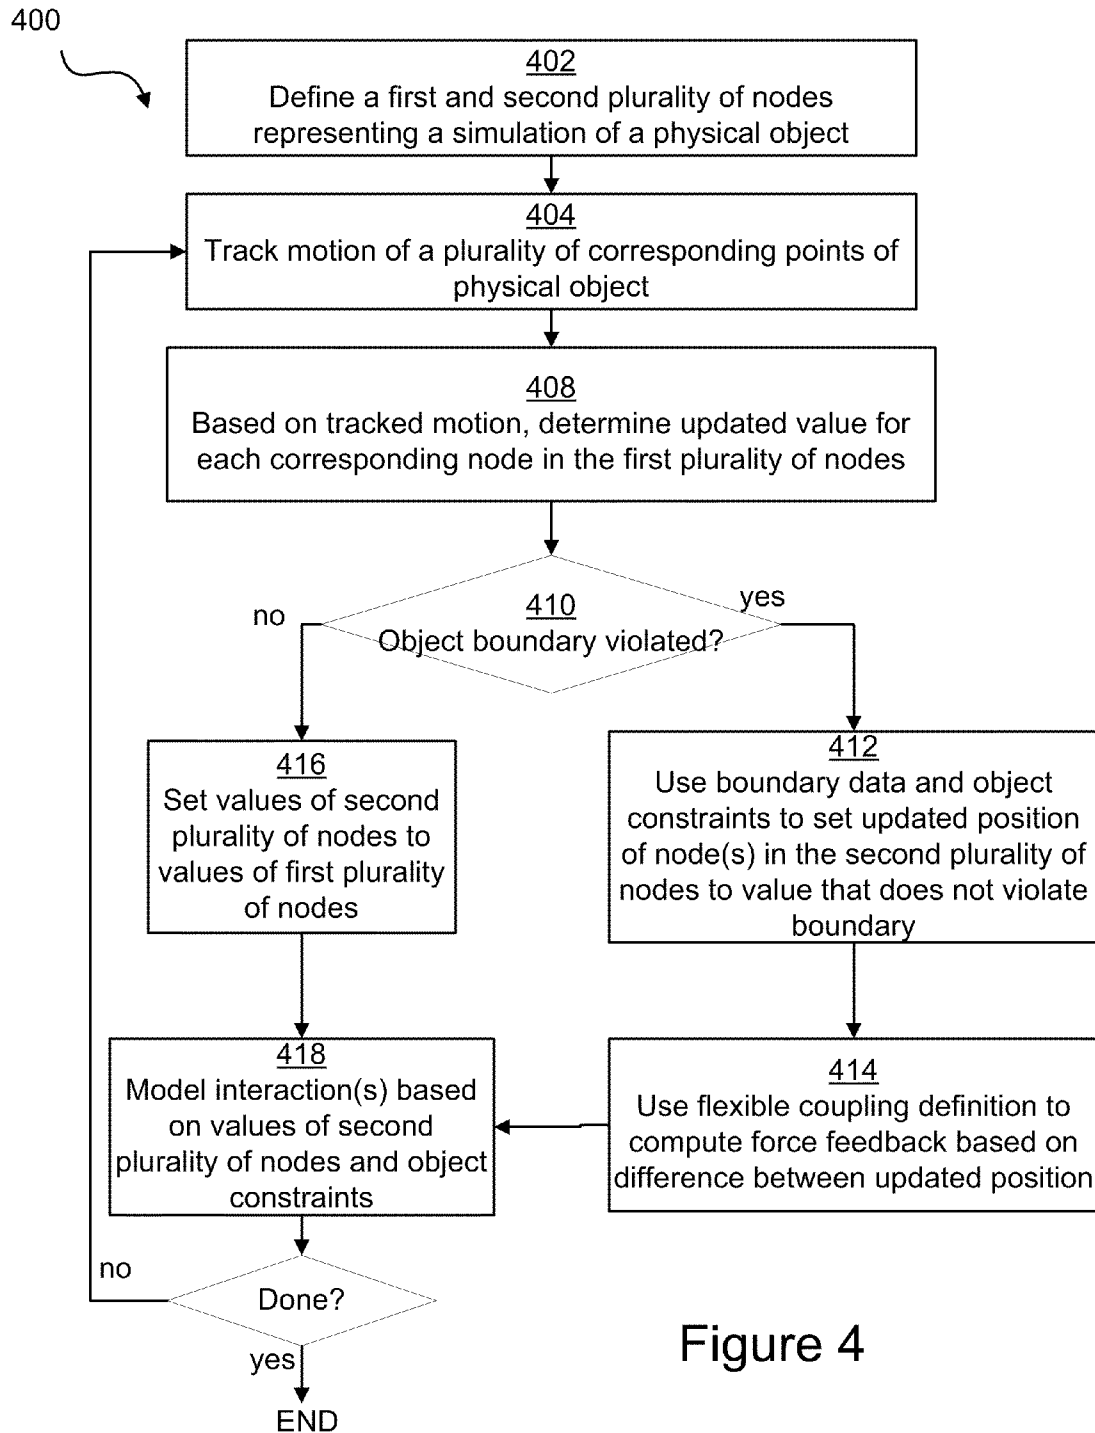 400
402
Define a first and second plurality of nodes
representing a simulation of a physical object
404
Track motion of a plurality of corresponding points of
physical object
408
Based on tracked motion, determine updated value for
each corresponding node in the first plurality of nodes
410
Object boundary violated?
no
yes
416
Set values of second
plurality of nodes to
values of first plurality
of nodes
412
Use boundary data and object
constraints to set updated position
of node(s) in the second plurality of
nodes to value that does not violate
boundary
418
Model interaction(s) based
on values of second
plurality of nodes and object
constraints
414
Use flexible coupling definition to
compute force feedback based on
difference between updated position
no
Done?
yes
END
Figure 4